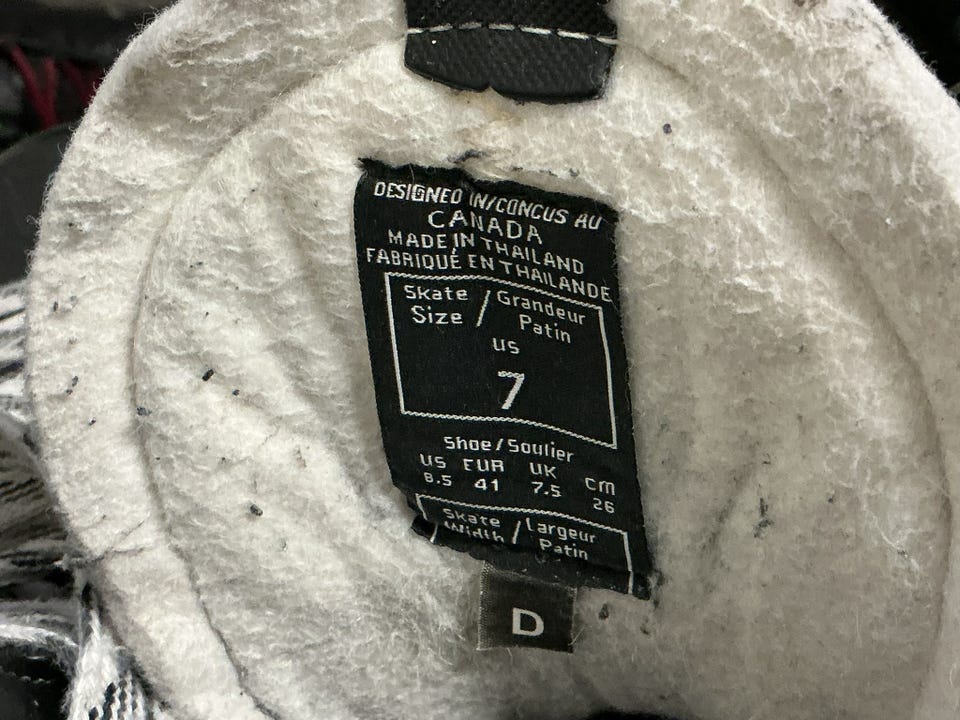 DESIGNED IN/CONCUS AU
CANADA
MADE IN THAILAND
FABRIQUÉ EN THAILANDE
Skate Size / Grandeur Patin
US
7
Shoe/Soulier
US EUR UK CM
8.5 41 7.5 26
Skate Width / Largeur Patin
D